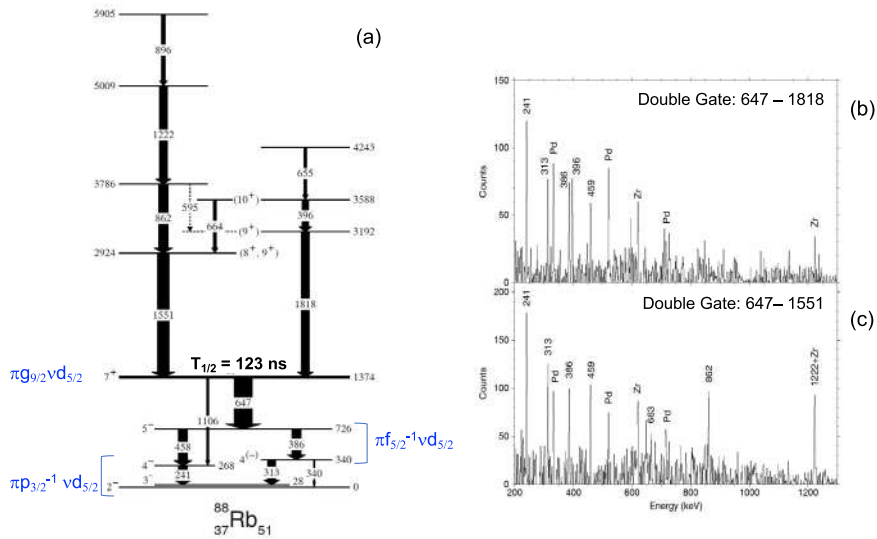 (a)
5905
896
5009
1222
4243
655
3786
595
(10⁺)
3588
862
664
396
(9⁺)
3192
2924
(8⁺, 9⁺)
1551
1818
πg9/2νd5/2
7⁺
T1/2 = 123 ns
1374
647
1106
5⁻
726
πf5/2⁻¹νd5/2
458
386
4⁻
268
4(⁻)
340
πp3/2⁻¹ νd5/2
241
313
340
3⁻
28
2⁻
0
88
37Rb51
Double Gate: 647 – 1818
(b)
150
100
50
0
Counts
241
313
Pd
386
396
459
Pd
Zr
Pd
Zr
Double Gate: 647– 1551
(c)
200
150
100
50
0
Counts
241
313
Pd
386
459
Pd
Zr
663
Pd
862
1222+Zr
200
400
600
800
1000
1200
Energy (keV)